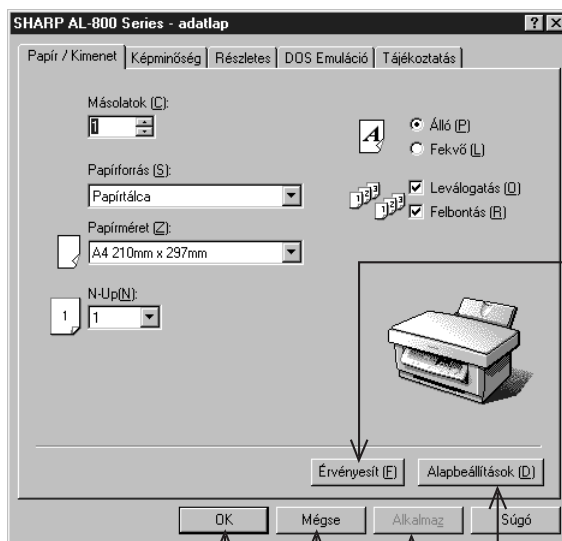 SHARP AL-800 Series - adatlap
Papír / Kimenet Képminőség Részletes DOS Emuláció Tájékoztatás
Másolatok (C):
1
Álló (P)
Fekvő (L)
Papírforrás (S):
Papírtálca
Leválogatás (O)
Felbontás (R)
Papírméret (Z):
A4 210mm x 297mm
N-Up(N):
1
Érvényesít (F) Alapbeállítások (D)
OK Mégse Alkalmaz Súgó